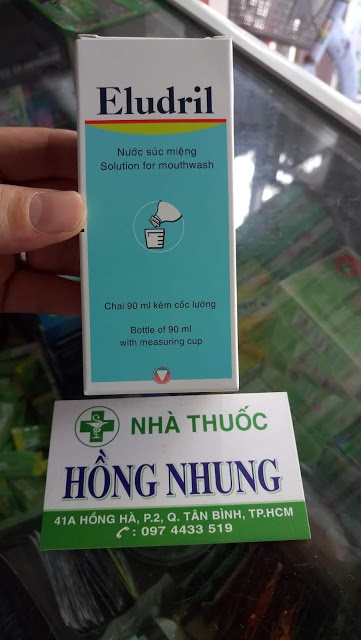 Eludril
Nước súc miệng
Solution for mouthwash
Chai 90 ml kèm cốc lường
Bottle of 90 ml
with measuring cup
NHÀ THUỐC
HỒNG NHUNG
41A HỒNG HÀ, P.2, Q. TÂN BÌNH, TP.HCM
: 097 4433 519